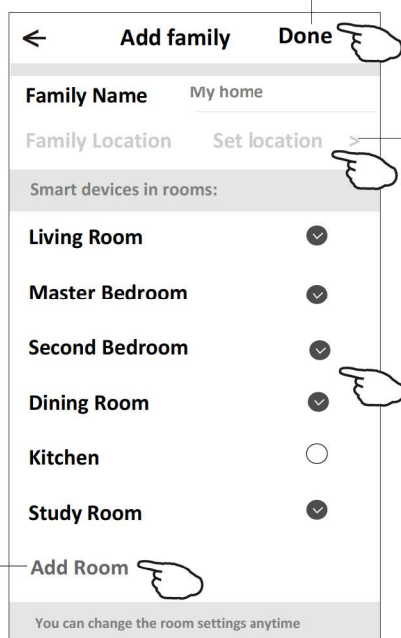 ← Add family Done
Family Name My home
Family Location Set location >
Smart devices in rooms:
Living Room
Master Bedroom
Second Bedroom
Dining Room
Kitchen
Study Room
Add Room
You can change the room settings anytime